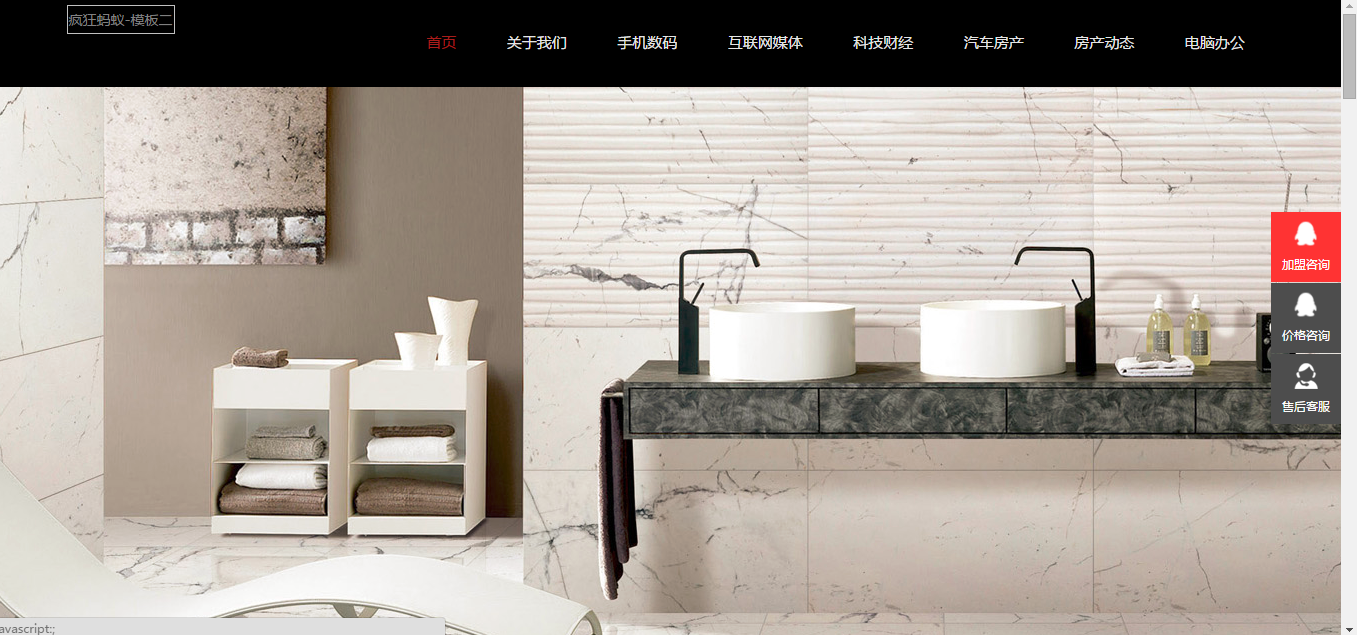 疯狂蚂蚁-模板二
首页 关于我们 手机数码 互联网媒体 科技财经 汽车房产 房产动态 电脑办公
加盟咨询
价格咨询
售后客服
avascript:;